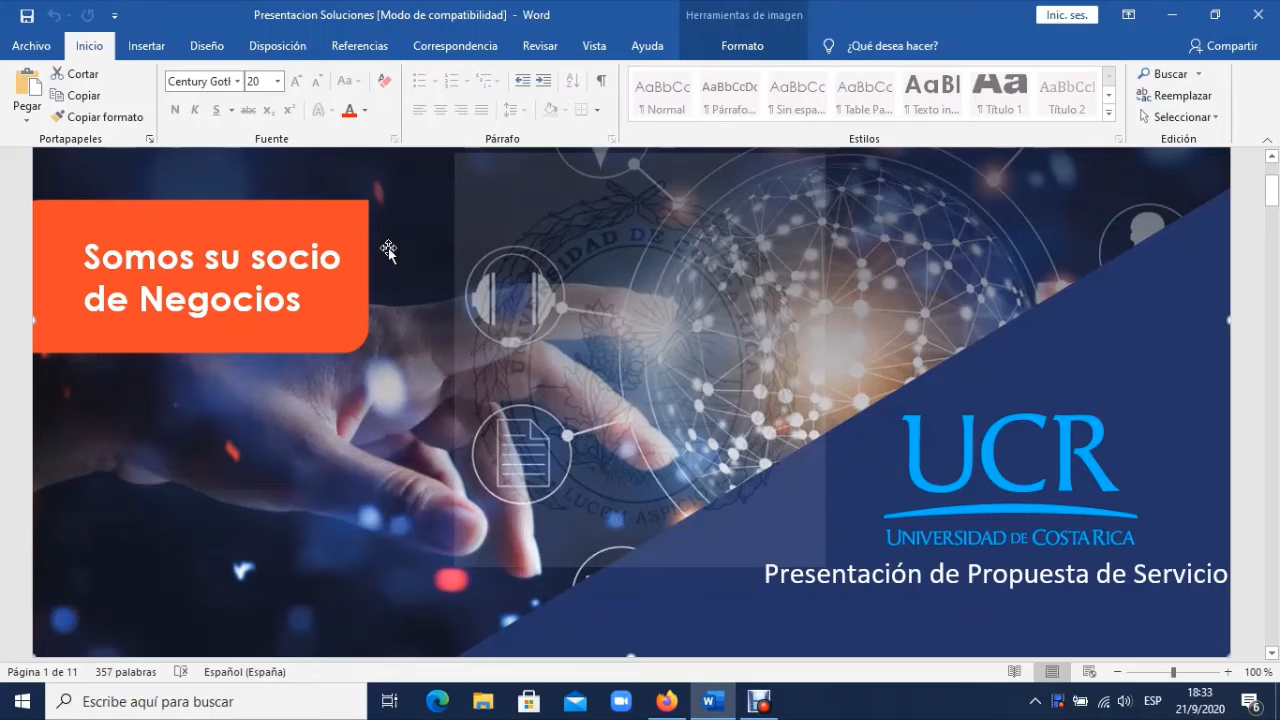 Presentacion Soluciones [Modo de compatibilidad] - Word
Herramientas de imagen
Inic. ses.
Archivo Inicio Insertar Diseño Disposición Referencias Correspondencia Revisar Vista Ayuda Formato ¿Qué desea hacer? Compartir
Pegar
Cortar
Copiar
Copiar formato
Portapapeles
Century Gotl 20
Aa
N K S abc x₂ x²
A A
Fuente
Párrafo
AaBbCc AaBbCcDc AaBbCc AaBbCc AaBl Aa AaBbCcl
¶ Normal ¶ Párrafo... ¶ Sin espa... ¶ Table Pa... ¶ Texto in... ¶ Título 1 Título 2
Estilos
Buscar
Reemplazar
Seleccionar
Edición
Somos su socio
de Negocios
UCR
UNIVERSIDAD DE COSTA RICA
Presentación de Propuesta de Servicio
Página 1 de 11 357 palabras Español (España) 100 %
Escribe aquí para buscar
ESP
18:33
21/9/2020
6